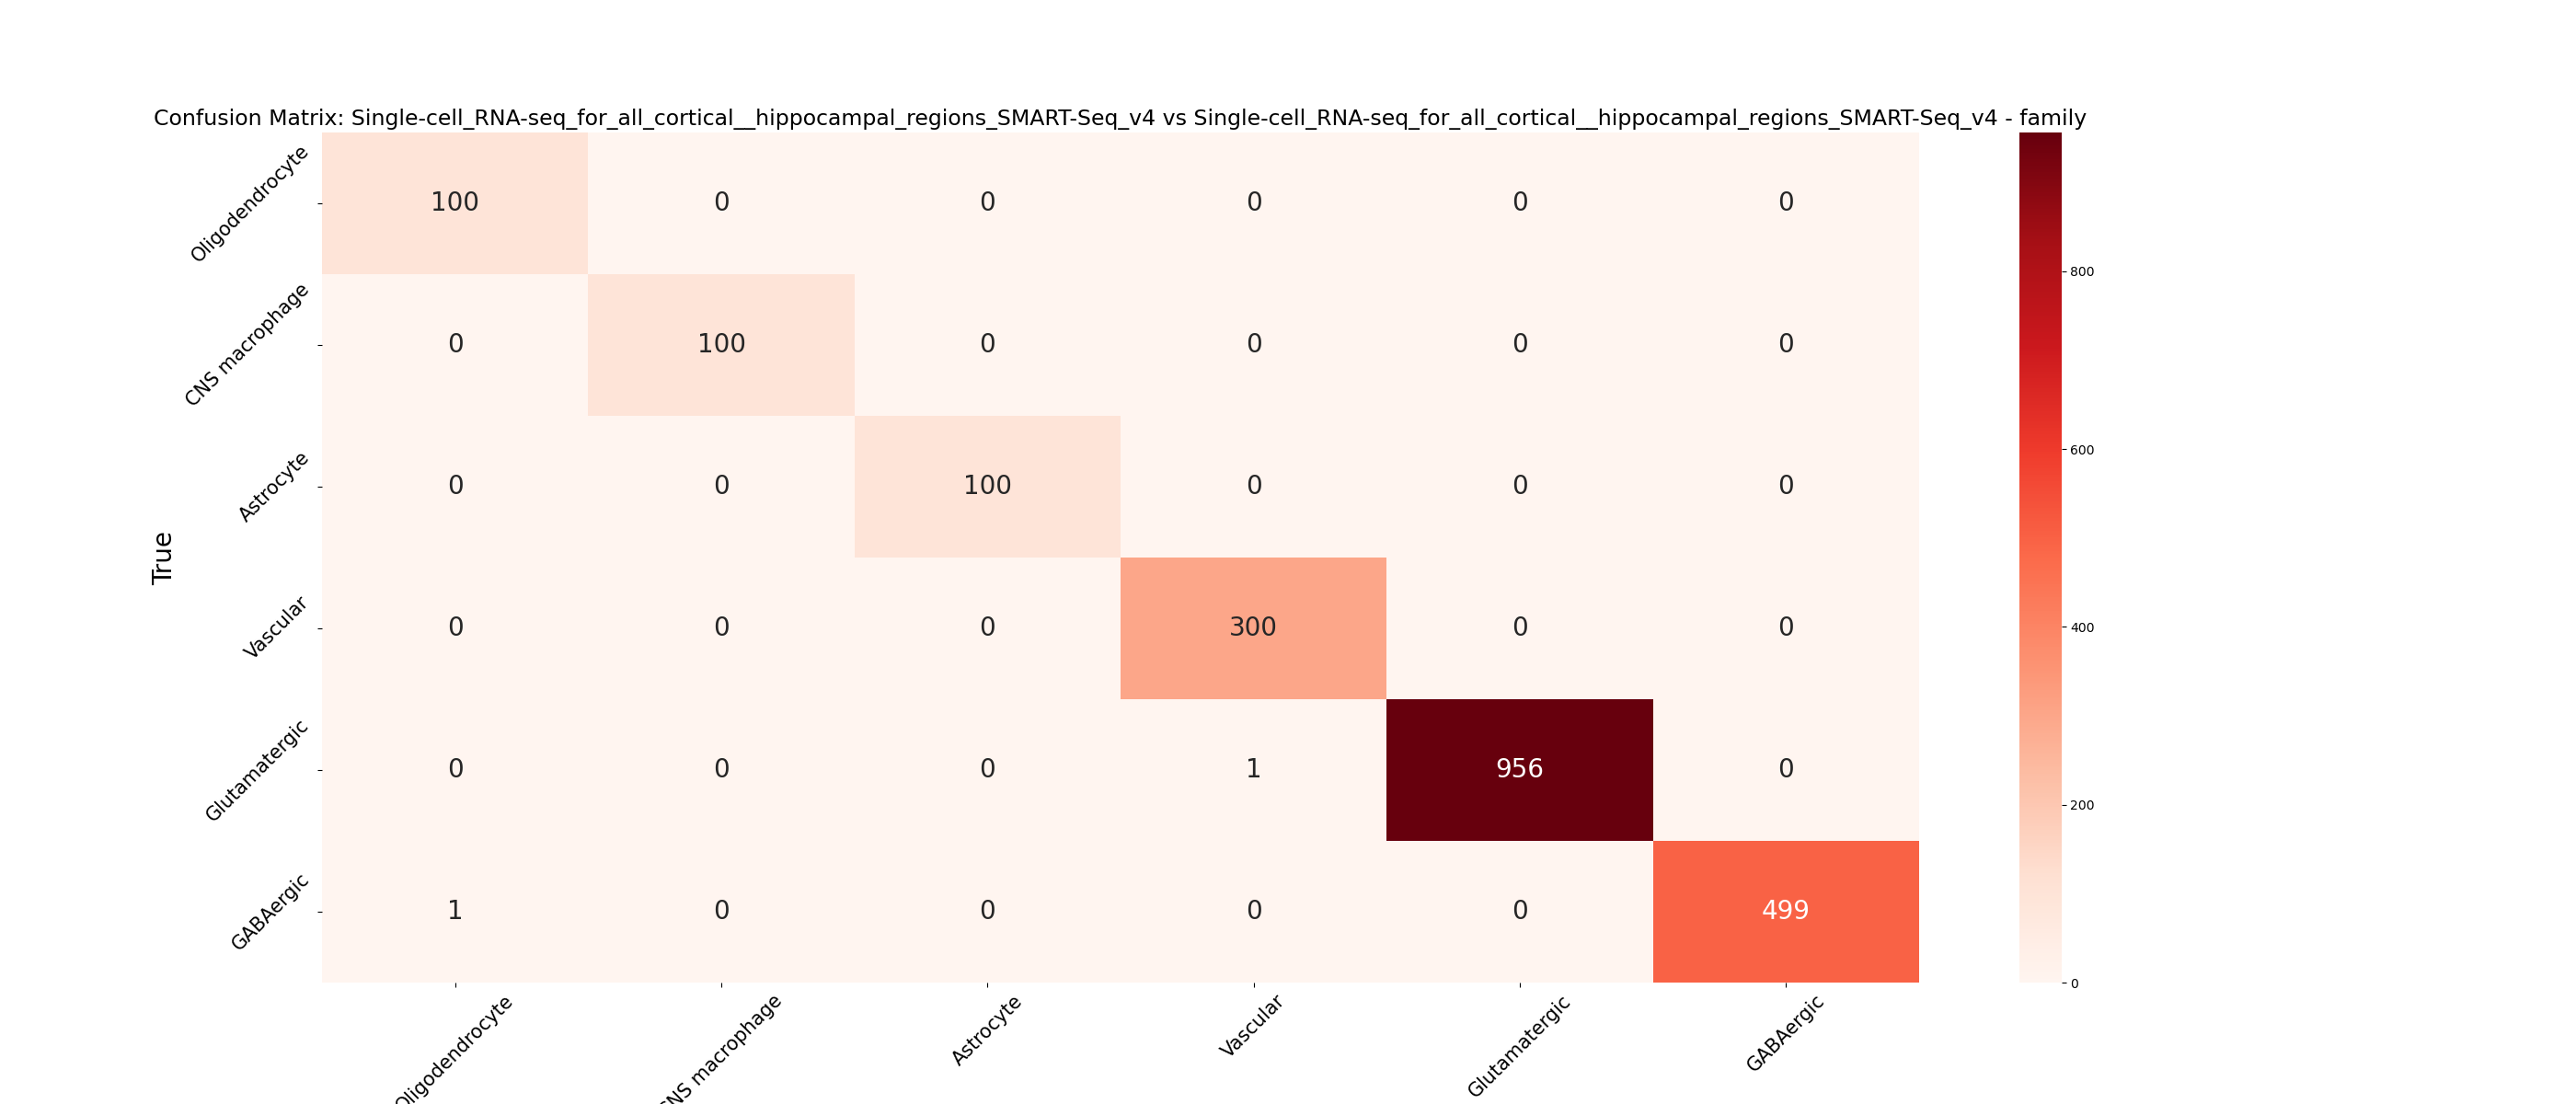 Confusion Matrix: Single-cell_RNA-seq_for_all_cortical__hippocampal_regions_SMART-Seq_v4 vs Single-cell_RNA-seq_for_all_cortical__hippocampal_regions_SMART-Seq_v4 - family
Oligodendrocyte
100 0 0 0 0 0
CNS macrophage
0 100 0 0 0 0
Astrocyte
0 0 100 0 0 0
True
Vascular
0 0 0 300 0 0
Glutamatergic
0 0 0 1 956 0
GABAergic
1 0 0 0 0 499
800
600
400
200
0
Oligodendrocyte
CNS macrophage
Astrocyte
Vascular
Glutamatergic
GABAergic